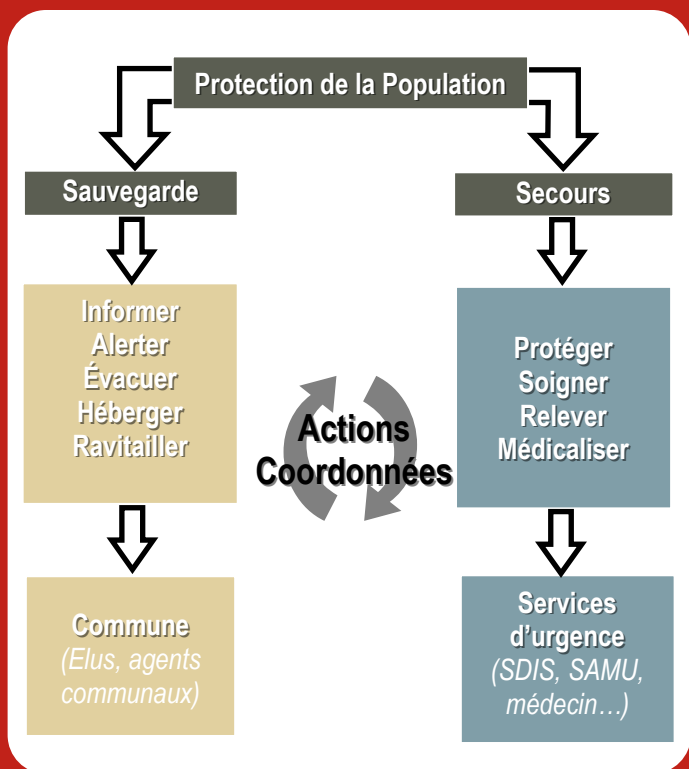 Protection de la Population
Sauvegarde
Informer
Alerter
Évacuer
Héberger
Ravitailler
Commune
(Elus, agents
communaux)
Actions
Coordonnées
Secours
Protéger
Soigner
Relever
Médicaliser
Services
d’urgence
(SDIS, SAMU,
médecin…)